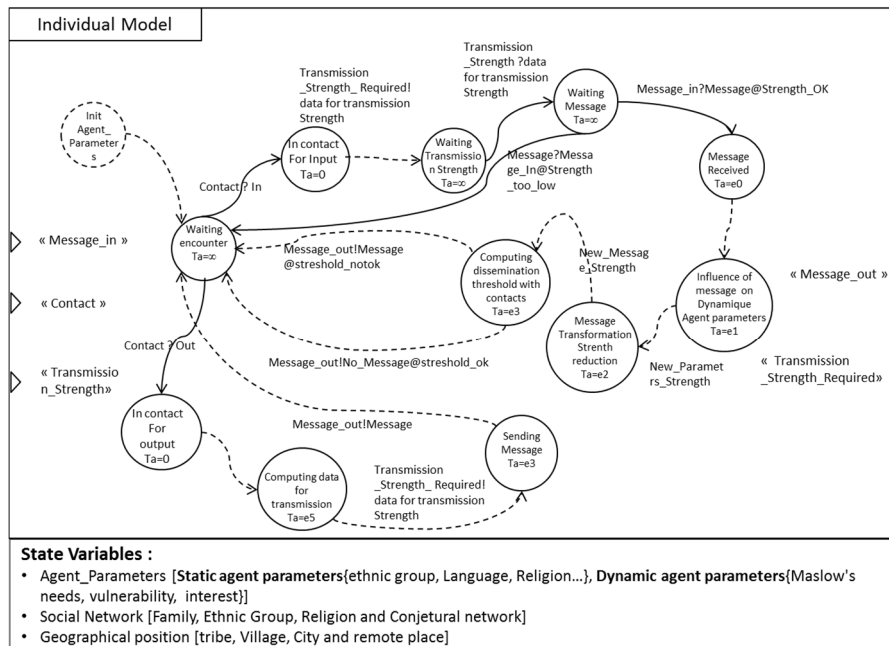 Individual Model
Init
Agent_
Parameter
s
Transmission
_Strength_ Required!
data for transmission
Strength
In contact
For Input
Ta=0
Waiting
Transmissio
n Strength
Ta=∞
Transmission
_Strength ?data
for transmission
Strength
Waiting
Message
Ta=∞
Message_in?Message@Strength_OK
Message
Received
Ta=e0
Message?Messa
ge_In@Strength
_too_low
Contact ? In
Waiting
encounter
Ta=∞
« Message_in »
« Contact »
« Transmissio
n_Strength»
Message_out!Message
@streshold_notok
Computing
dissemination
threshold with
contacts
Ta=e3
New_Messag
e_Strength
Influence of
message on
Dynamique
Agent parameters
Ta=e1
« Message_out »
Message
Transformation
Strenth
reduction
Ta=e2
New_Paramet
rs_Strength
« Transmission
_Strength_Required»
Message_out!No_Message@streshold_ok
Contact ? Out
In contact
For
output
Ta=0
Message_out!Message
Sending
Message
Ta=e3
Computing data
for
transmission
Ta=e5
Transmission
_Strength_ Required!
data for transmission
Strength
State Variables :
• Agent_Parameters [Static agent parameters{ethnic group, Language, Religion...}, Dynamic agent parameters{Maslow's
needs, vulnerability, interest}]
• Social Network [Family, Ethnic Group, Religion and Conjetural network]
• Geographical position [tribe, Village, City and remote place]